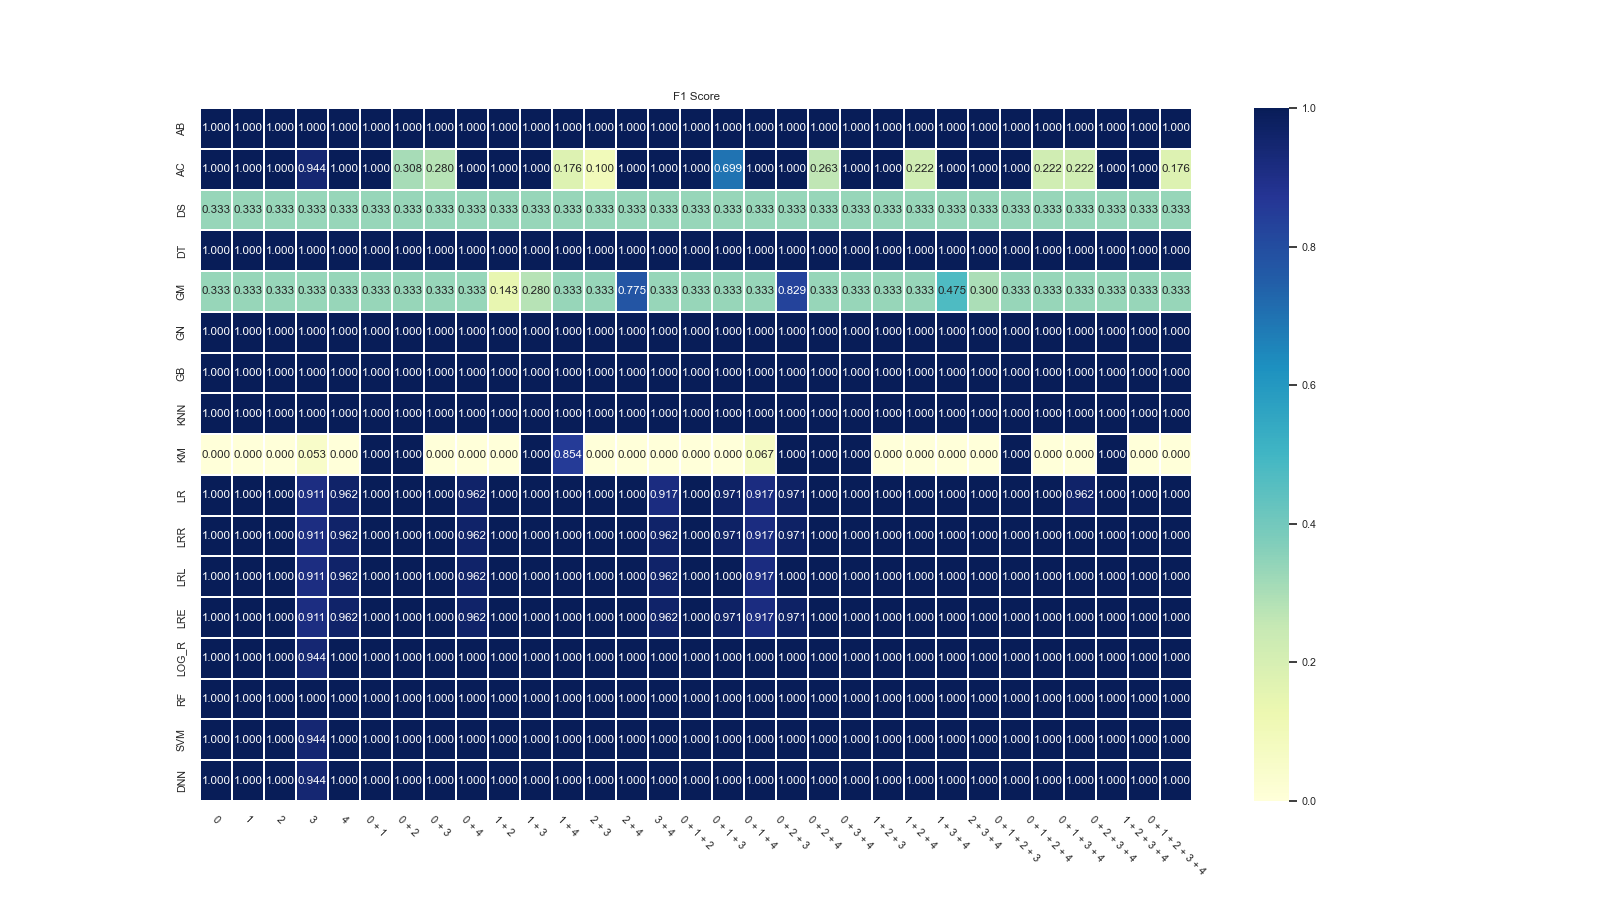 F1 Score
AB 1.000 1.000 1.000 1.000 1.000 1.000 1.000 1.000 1.000 1.000 1.000 1.000 1.000 1.000 1.000 1.000 1.000 1.000 1.000 1.000 1.000 1.000 1.000 1.000 1.000 1.000 1.000 1.000 1.000 1.000 1.000
AC 1.000 1.000 1.000 0.944 1.000 1.000 0.308 0.280 1.000 1.000 1.000 0.176 0.100 1.000 1.000 1.000 0.699 1.000 1.000 0.263 1.000 1.000 0.222 1.000 1.000 1.000 0.222 0.222 1.000 1.000 0.176
DS 0.333 0.333 0.333 0.333 0.333 0.333 0.333 0.333 0.333 0.333 0.333 0.333 0.333 0.333 0.333 0.333 0.333 0.333 0.333 0.333 0.333 0.333 0.333 0.333 0.333 0.333 0.333 0.333 0.333 0.333 0.333
DT 1.000 1.000 1.000 1.000 1.000 1.000 1.000 1.000 1.000 1.000 1.000 1.000 1.000 1.000 1.000 1.000 1.000 1.000 1.000 1.000 1.000 1.000 1.000 1.000 1.000 1.000 1.000 1.000 1.000 1.000 1.000
GM 0.333 0.333 0.333 0.333 0.333 0.333 0.333 0.333 0.333 0.143 0.280 0.333 0.333 0.775 0.333 0.333 0.333 0.333 0.829 0.333 0.333 0.333 0.333 0.475 0.300 0.333 0.333 0.333 0.333 0.333 0.333
GN 1.000 1.000 1.000 1.000 1.000 1.000 1.000 1.000 1.000 1.000 1.000 1.000 1.000 1.000 1.000 1.000 1.000 1.000 1.000 1.000 1.000 1.000 1.000 1.000 1.000 1.000 1.000 1.000 1.000 1.000 1.000
GB 1.000 1.000 1.000 1.000 1.000 1.000 1.000 1.000 1.000 1.000 1.000 1.000 1.000 1.000 1.000 1.000 1.000 1.000 1.000 1.000 1.000 1.000 1.000 1.000 1.000 1.000 1.000 1.000 1.000 1.000 1.000
KNN 1.000 1.000 1.000 1.000 1.000 1.000 1.000 1.000 1.000 1.000 1.000 1.000 1.000 1.000 1.000 1.000 1.000 1.000 1.000 1.000 1.000 1.000 1.000 1.000 1.000 1.000 1.000 1.000 1.000 1.000 1.000
KM 0.000 0.000 0.000 0.053 0.000 1.000 1.000 0.000 0.000 0.000 1.000 0.854 0.000 0.000 0.000 0.000 0.000 0.067 1.000 1.000 1.000 0.000 0.000 0.000 0.000 1.000 0.000 0.000 1.000 0.000 0.000
LR 1.000 1.000 1.000 0.911 0.962 1.000 1.000 1.000 0.962 1.000 1.000 1.000 1.000 1.000 0.917 1.000 0.971 0.917 0.971 1.000 1.000 1.000 1.000 1.000 1.000 1.000 1.000 0.962 1.000 1.000 1.000
LRR 1.000 1.000 1.000 0.911 0.962 1.000 1.000 1.000 0.962 1.000 1.000 1.000 1.000 1.000 0.962 1.000 0.971 0.917 0.971 1.000 1.000 1.000 1.000 1.000 1.000 1.000 1.000 1.000 1.000 1.000 1.000
LRL 1.000 1.000 1.000 0.911 0.962 1.000 1.000 1.000 0.962 1.000 1.000 1.000 1.000 1.000 0.962 1.000 1.000 0.917 1.000 1.000 1.000 1.000 1.000 1.000 1.000 1.000 1.000 1.000 1.000 1.000 1.000
LRE 1.000 1.000 1.000 0.911 0.962 1.000 1.000 1.000 0.962 1.000 1.000 1.000 1.000 1.000 0.962 1.000 0.971 0.917 0.971 1.000 1.000 1.000 1.000 1.000 1.000 1.000 1.000 1.000 1.000 1.000 1.000
LOG_R 1.000 1.000 1.000 0.944 1.000 1.000 1.000 1.000 1.000 1.000 1.000 1.000 1.000 1.000 1.000 1.000 1.000 1.000 1.000 1.000 1.000 1.000 1.000 1.000 1.000 1.000 1.000 1.000 1.000 1.000 1.000
RF 1.000 1.000 1.000 1.000 1.000 1.000 1.000 1.000 1.000 1.000 1.000 1.000 1.000 1.000 1.000 1.000 1.000 1.000 1.000 1.000 1.000 1.000 1.000 1.000 1.000 1.000 1.000 1.000 1.000 1.000 1.000
SVM 1.000 1.000 1.000 0.944 1.000 1.000 1.000 1.000 1.000 1.000 1.000 1.000 1.000 1.000 1.000 1.000 1.000 1.000 1.000 1.000 1.000 1.000 1.000 1.000 1.000 1.000 1.000 1.000 1.000 1.000 1.000
DNN 1.000 1.000 1.000 0.944 1.000 1.000 1.000 1.000 1.000 1.000 1.000 1.000 1.000 1.000 1.000 1.000 1.000 1.000 1.000 1.000 1.000 1.000 1.000 1.000 1.000 1.000 1.000 1.000 1.000 1.000 1.000
0
1
2
3
4
0 + 1
0 + 2
0 + 3
0 + 4
1 + 2
1 + 3
1 + 4
2 + 3
2 + 4
3 + 4
0 + 1 + 2
0 + 1 + 3
0 + 1 + 4
0 + 2 + 3
0 + 2 + 4
0 + 3 + 4
1 + 2 + 3
1 + 2 + 4
1 + 3 + 4
2 + 3 + 4
0 + 1 + 2 + 3
0 + 1 + 2 + 4
0 + 1 + 3 + 4
0 + 2 + 3 + 4
1 + 2 + 3 + 4
0 + 1 + 2 + 3 + 4
1.0
0.8
0.6
0.4
0.2
0.0